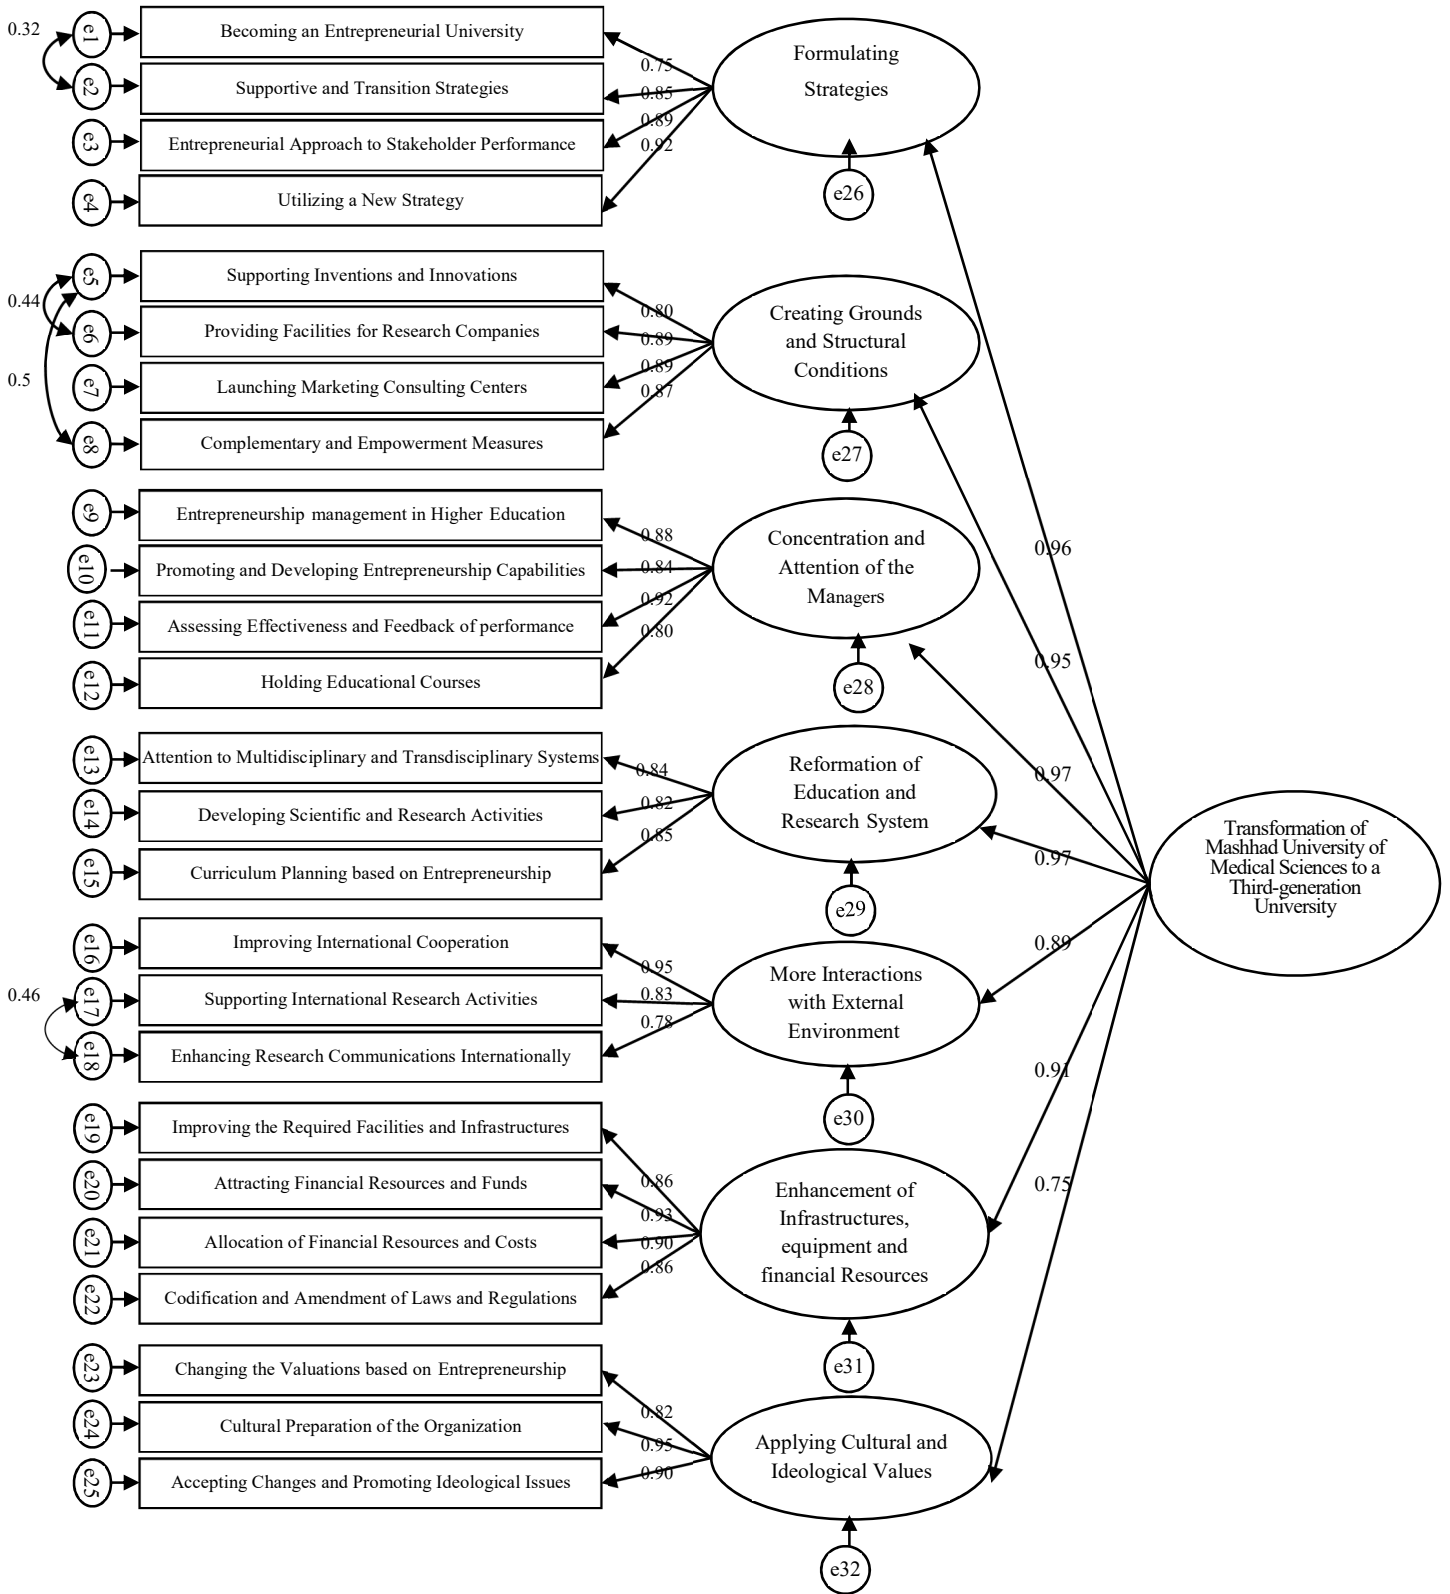 0.32
e1
Becoming an Entrepreneurial University
e2
Supportive and Transition Strategies
e3
Entrepreneurial Approach to Stakeholder Performance
e4
Utilizing a New Strategy
0.75
0.85
0.89
0.92
Formulating
Strategies
e26
0.44
0.5
e5
Supporting Inventions and Innovations
e6
Providing Facilities for Research Companies
e7
Launching Marketing Consulting Centers
e8
Complementary and Empowerment Measures
0.80
0.89
0.89
0.87
Creating Grounds
and Structural
Conditions
e27
e9
Entrepreneurship management in Higher Education
e10
Promoting and Developing Entrepreneurship Capabilities
e11
Assessing Effectiveness and Feedback of performance
e12
Holding Educational Courses
0.88
0.84
0.92
0.80
Concentration and
Attention of the
Managers
e28
e13
Attention to Multidisciplinary and Transdisciplinary Systems
e14
Developing Scientific and Research Activities
e15
Curriculum Planning based on Entrepreneurship
0.84
0.82
0.85
Reformation of
Education and
Research System
e29
e16
Improving International Cooperation
0.46
e17
Supporting International Research Activities
e18
Enhancing Research Communications Internationally
0.95
0.83
0.78
More Interactions
with External
Environment
e30
e19
Improving the Required Facilities and Infrastructures
e20
Attracting Financial Resources and Funds
e21
Allocation of Financial Resources and Costs
e22
Codification and Amendment of Laws and Regulations
0.86
0.93
0.90
0.86
Enhancement of
Infrastructures,
equipment and
financial Resources
e31
e23
Changing the Valuations based on Entrepreneurship
e24
Cultural Preparation of the Organization
e25
Accepting Changes and Promoting Ideological Issues
0.82
0.95
0.90
Applying Cultural and
Ideological Values
e32
0.96
0.95
0.97
0.97
0.89
0.91
0.75
Transformation of
Mashhad University of
Medical Sciences to a
Third-generation
University